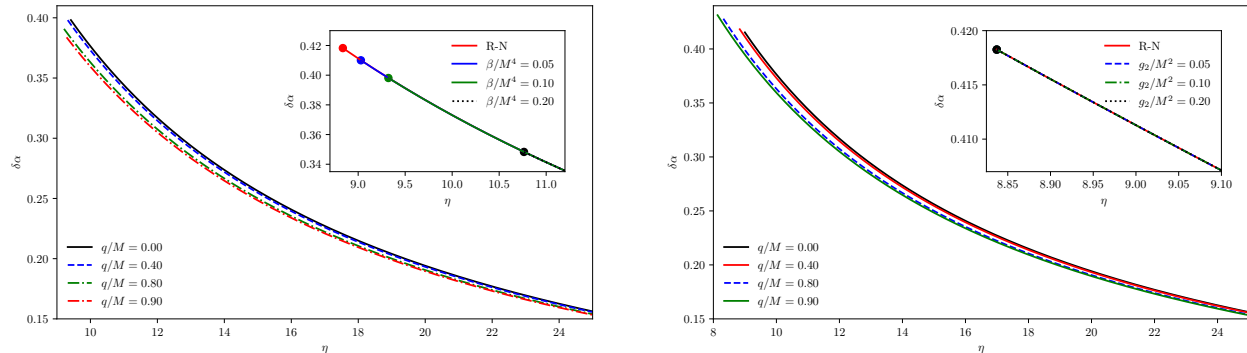 0.40
0.35
0.30
0.25
0.20
0.15
δα
10 12 14 16 18 20 22 24
η
q/M = 0.00
q/M = 0.40
q/M = 0.80
q/M = 0.90
0.42
0.40
0.38
0.36
0.34
δα
9.0 9.5 10.0 10.5 11.0
η
R-N
β/M⁴ = 0.05
β/M⁴ = 0.10
β/M⁴ = 0.20
0.40
0.35
0.30
0.25
0.20
0.15
δα
8 10 12 14 16 18 20 22 24
η
q/M = 0.00
q/M = 0.40
q/M = 0.80
q/M = 0.90
0.420
0.415
0.410
δα
8.85 8.90 8.95 9.00 9.05 9.10
η
R-N
g₂/M² = 0.05
g₂/M² = 0.10
g₂/M² = 0.20